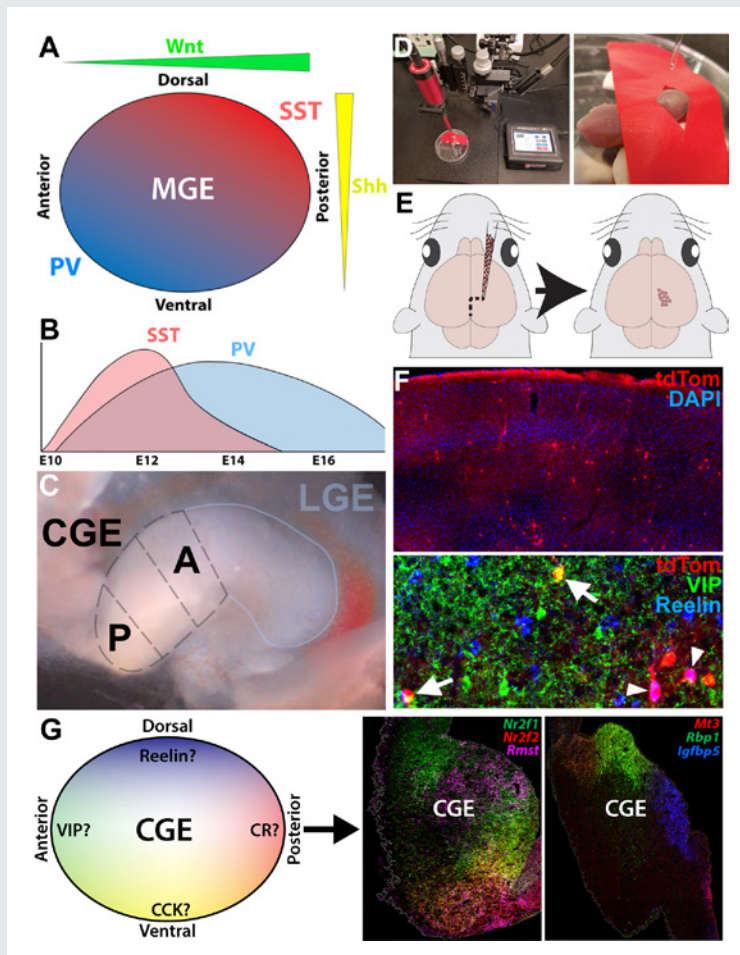 A
Wnt
Dorsal
SST
Anterior
MGE
Posterior
Shh
PV
Ventral
B
SST
PV
E10
E12
E14
E16
C
LGE
CGE
A
P
D
E
F
tdTom
DAPI
tdTom
VIP
Reelin
G
Dorsal
Reelin?
Anterior
VIP?
CGE
CR?
Posterior
CCK?
Ventral
Nr2f1
Nr2f2
Rmst
CGE
Mt3
Rbp1
Igfbp5
CGE